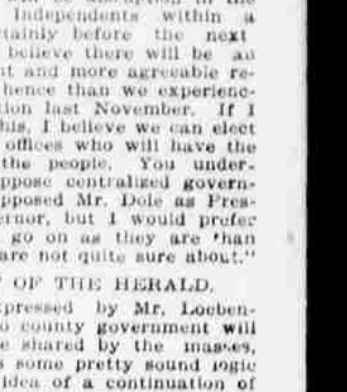 Independents within a
tainly before the next
believe there will be an
nt and more agreeable re-
hence than we experienc-
tion last November. If I
his, I believe we can elect
offices who will have the
the people. You under-
ppose centralized govern-
pposed Mr. Dole as Pres-
ernor, but I would prefer
go on as they are than
are not quite sure about."
OF THE HERALD.
pressed by Mr. Loeben-
o county government will
e shared by the masses,
s some pretty sound logic
idea of a continuation of